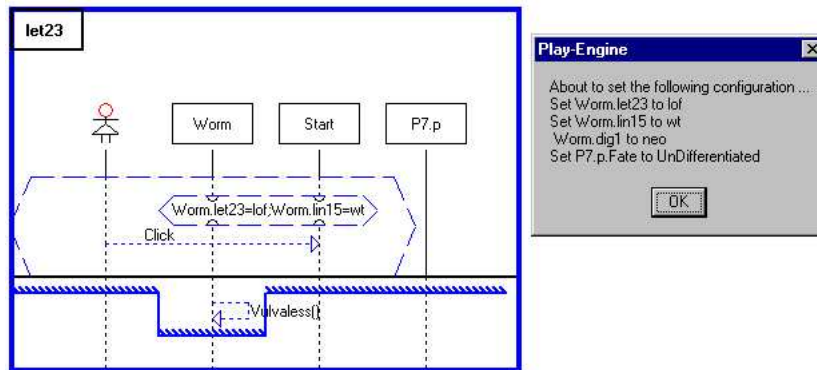 let23
Worm
Start
P7.p
Worm.let23=lof;Worm.lin15=wt
Click
Vulvaless()
Play-Engine
About to set the following configuration ...
Set Worm.let23 to lof
Set Worm.lin15 to wt
Worm.dig1 to neo
Set P7.p.Fate to UnDifferentiated
OK